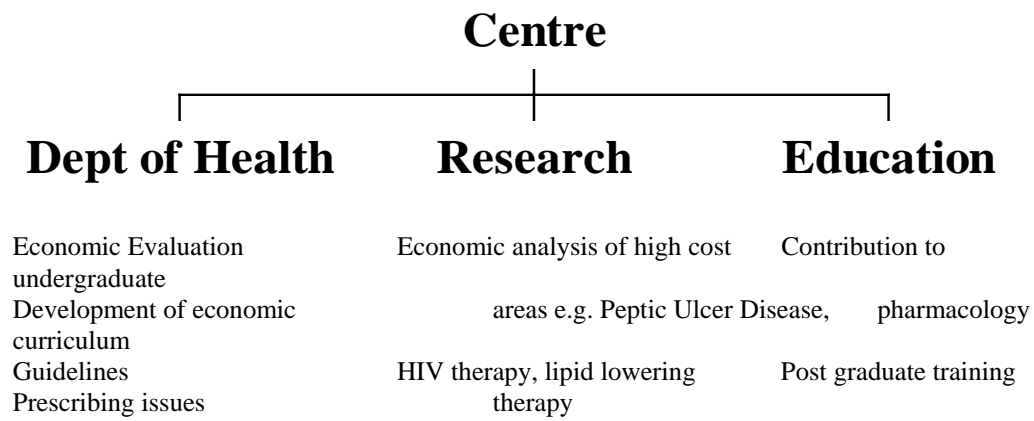 Centre
Dept of Health Research Education
Economic Evaluation Economic analysis of high cost Contribution to
undergraduate
Development of economic areas e.g. Peptic Ulcer Disease, pharmacology
curriculum
Guidelines HIV therapy, lipid lowering Post graduate training
Prescribing issues therapy